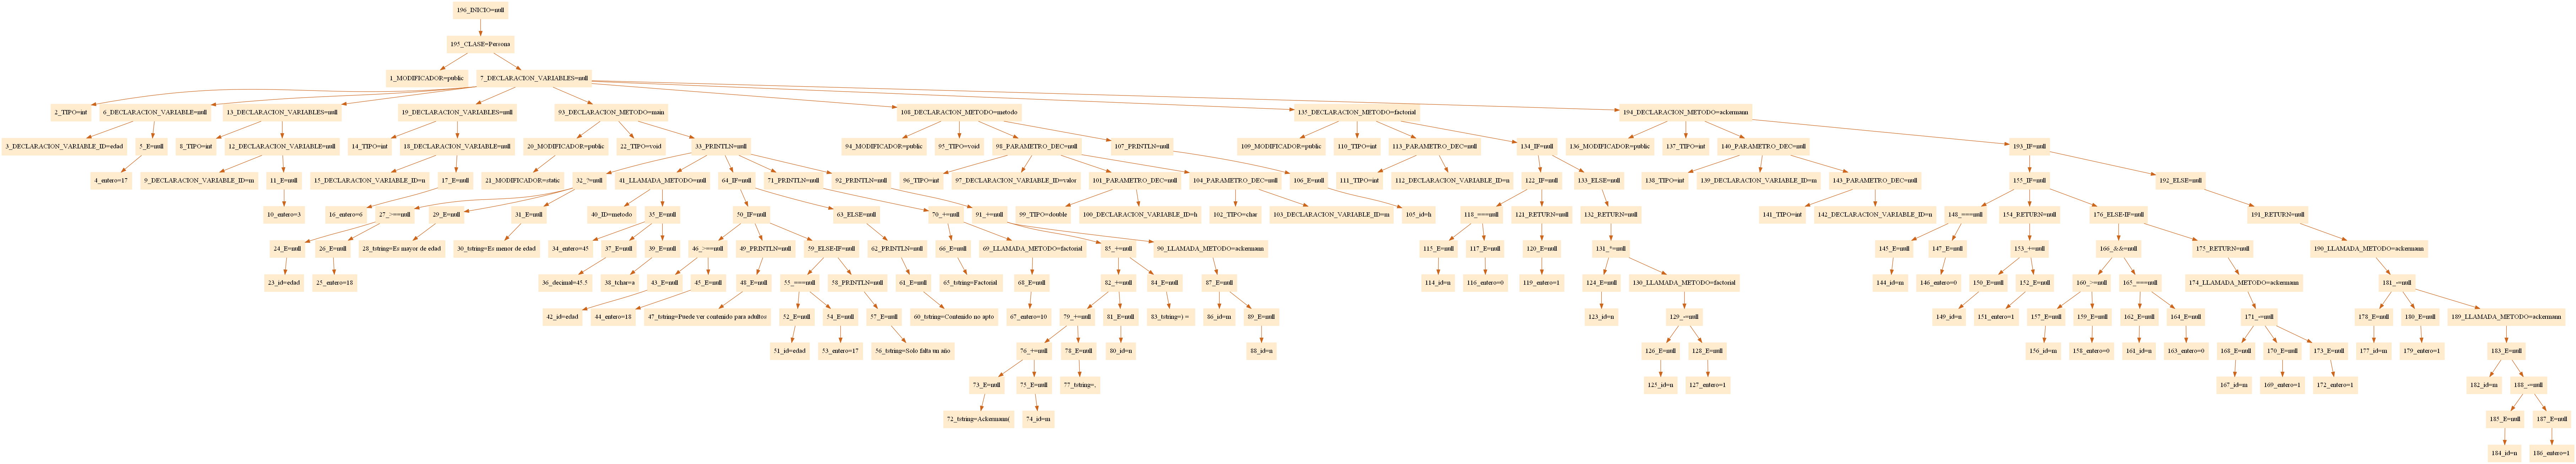 196_INICIO=null
195_CLASE=Persona
1_MODIFICADOR=public
7_DECLARACION_VARIABLES=null
2_TIPO=int
6_DECLARACION_VARIABLE=null
13_DECLARACION_VARIABLES=null
19_DECLARACION_VARIABLES=null
93_DECLARACION_METODO=main
108_DECLARACION_METODO=metodo
135_DECLARACION_METODO=factorial
194_DECLARACION_METODO=ackermann
3_DECLARACION_VARIABLE_ID=edad
5_E=null
8_TIPO=int
12_DECLARACION_VARIABLE=null
14_TIPO=int
18_DECLARACION_VARIABLE=null
20_MODIFICADOR=public
22_TIPO=void
33_PRINTLN=null
94_MODIFICADOR=public
95_TIPO=void
98_PARAMETRO_DEC=null
107_PRINTLN=null
109_MODIFICADOR=public
110_TIPO=int
113_PARAMETRO_DEC=null
134_IF=null
136_MODIFICADOR=public
137_TIPO=int
140_PARAMETRO_DEC=null
193_IF=null
4_entero=17
9_DECLARACION_VARIABLE_ID=m
11_E=null
15_DECLARACION_VARIABLE_ID=n
17_E=null
21_MODIFICADOR=static
32_?=null
41_LLAMADA_METODO=null
64_IF=null
71_PRINTLN=null
92_PRINTLN=null
96_TIPO=int
97_DECLARACION_VARIABLE_ID=valor
101_PARAMETRO_DEC=null
104_PARAMETRO_DEC=null
106_E=null
111_TIPO=int
112_DECLARACION_VARIABLE_ID=n
122_IF=null
133_ELSE=null
138_TIPO=int
139_DECLARACION_VARIABLE_ID=m
143_PARAMETRO_DEC=null
155_IF=null
192_ELSE=null
10_entero=3
16_entero=6
27_>==null
29_E=null
31_E=null
40_ID=metodo
35_E=null
50_IF=null
63_ELSE=null
70_+=null
91_+=null
99_TIPO=double
100_DECLARACION_VARIABLE_ID=h
102_TIPO=char
103_DECLARACION_VARIABLE_ID=m
105_id=h
118_===null
121_RETURN=null
132_RETURN=null
141_TIPO=int
142_DECLARACION_VARIABLE_ID=n
148_===null
154_RETURN=null
176_ELSE-IF=null
191_RETURN=null
24_E=null
26_E=null
28_tstring=Es mayor de edad
30_tstring=Es menor de edad
34_entero=45
37_E=null
39_E=null
46_>==null
49_PRINTLN=null
59_ELSE-IF=null
62_PRINTLN=null
66_E=null
69_LLAMADA_METODO=factorial
85_+=null
90_LLAMADA_METODO=ackermann
115_E=null
117_E=null
120_E=null
131_*=null
145_E=null
147_E=null
153_+=null
166_&&=null
175_RETURN=null
190_LLAMADA_METODO=ackermann
23_id=edad
25_entero=18
36_decimal=45.5
38_tchar=a
43_E=null
45_E=null
48_E=null
55_===null
58_PRINTLN=null
61_E=null
65_tstring=Factorial
68_E=null
82_+=null
84_E=null
87_E=null
114_id=n
116_entero=0
119_entero=1
124_E=null
130_LLAMADA_METODO=factorial
144_id=m
146_entero=0
150_E=null
152_E=null
160_>=null
165_===null
174_LLAMADA_METODO=ackermann
181_-=null
42_id=edad
44_entero=18
47_tstring=Puede ver contenido para adultos
52_E=null
54_E=null
57_E=null
60_tstring=Contenido no apto
67_entero=10
79_+=null
81_E=null
83_tstring=) =
86_id=m
89_E=null
123_id=n
129_-=null
149_id=n
151_entero=1
157_E=null
159_E=null
162_E=null
164_E=null
171_-=null
178_E=null
180_E=null
189_LLAMADA_METODO=ackermann
51_id=edad
53_entero=17
56_tstring=Solo falta un año
76_+=null
78_E=null
80_id=n
88_id=n
126_E=null
128_E=null
156_id=m
158_entero=0
161_id=n
163_entero=0
168_E=null
170_E=null
173_E=null
177_id=m
179_entero=1
183_E=null
73_E=null
75_E=null
77_tstring=,
125_id=n
127_entero=1
167_id=m
169_entero=1
172_entero=1
182_id=m
188_-=null
72_tstring=Ackermann(
74_id=m
185_E=null
187_E=null
184_id=n
186_entero=1